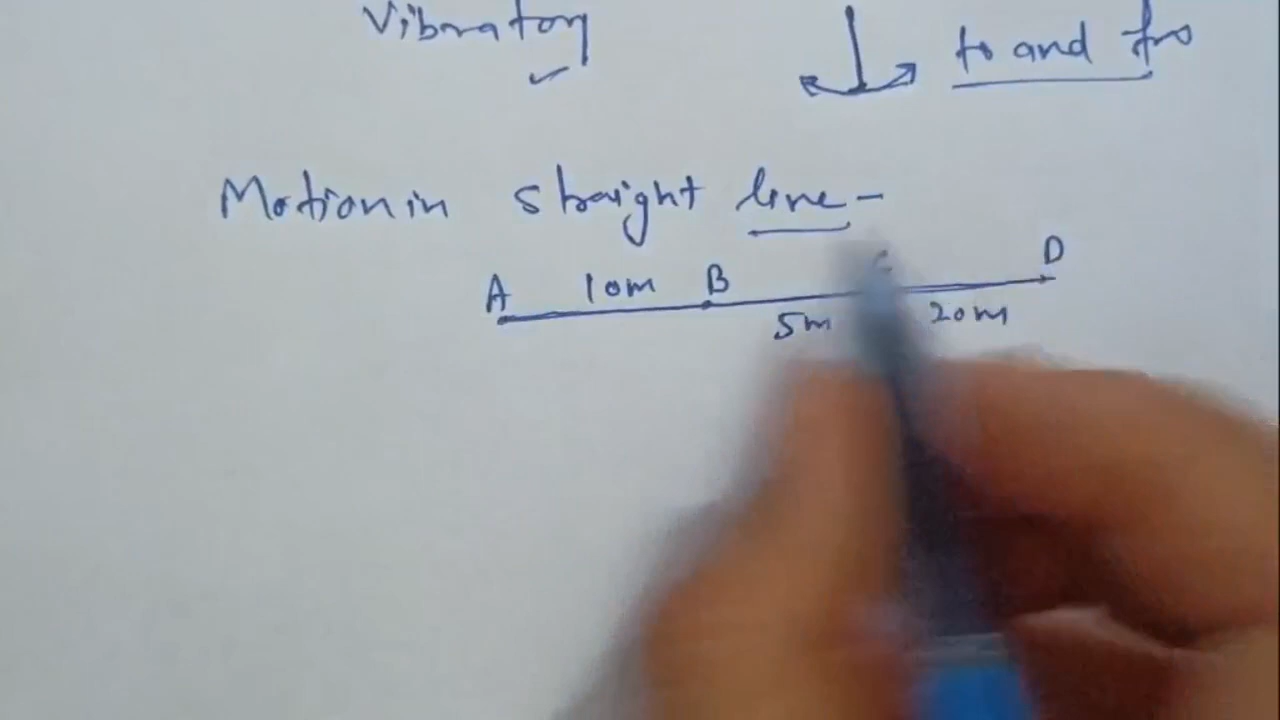 Vibratory
to and fro
Motion in straight line -
A 10m B D
5m 20m